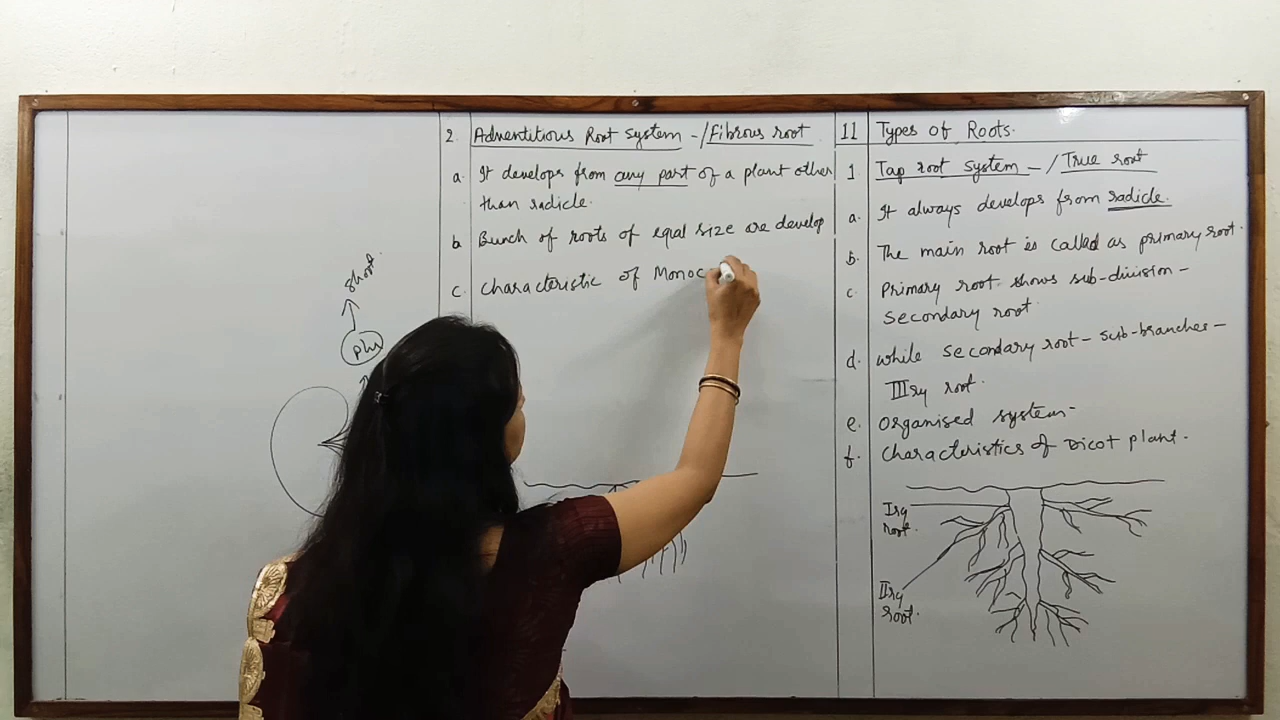 11 Types of Roots.
1 Tap root system - / True root
a. It always develops from radicle.
b. The main root is called as primary root.
c. Primary root shows sub-division -
secondary root
d. while secondary root - sub-branches -
IIIry root.
e. organised system-
f. Characteristics of Dicot plant.
Iry
root.
IIry
root.
2. Adventitious Root System - / Fibrous root
a. It develops from any part of a plant other
than radicle.
b. Bunch of roots of equal size are develop
c. Characteristic of Monoc
shoot
plu